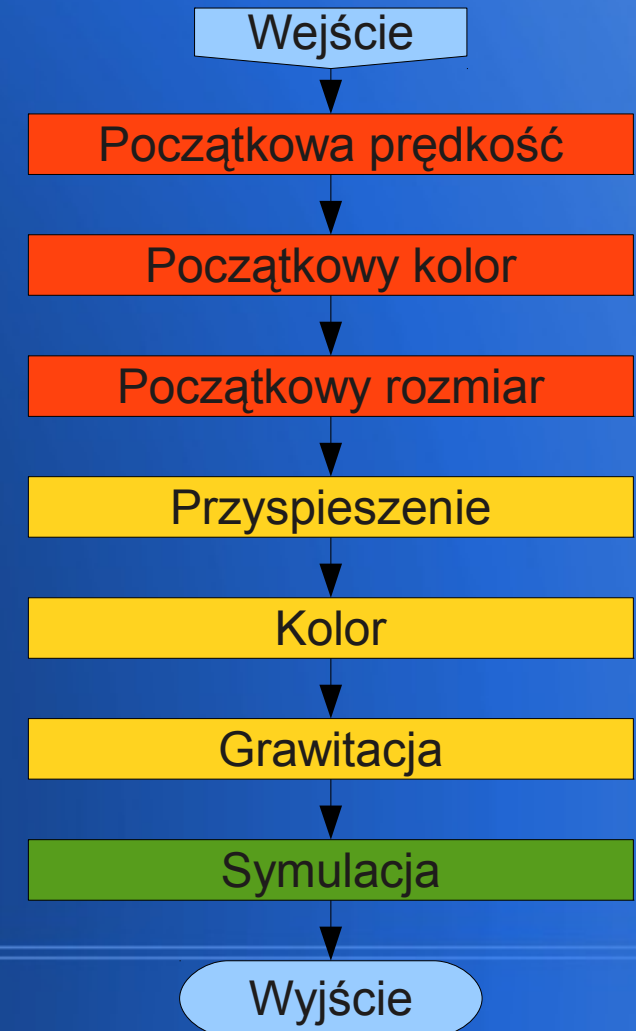 Wejście
Początkowa prędkość
Początkowy kolor
Początkowy rozmiar
Przyspieszenie
Kolor
Grawitacja
Symulacja
Wyjście